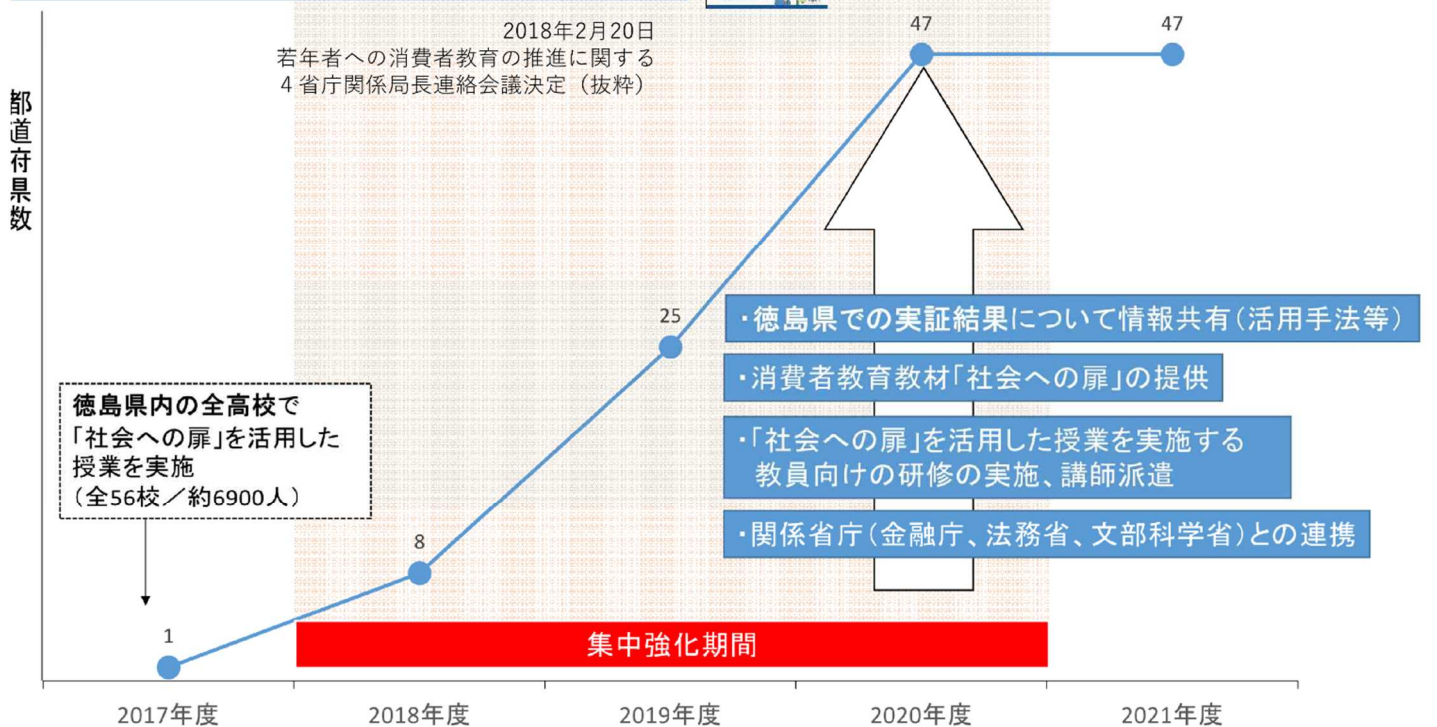 2018年2月20日
若年者への消費者教育の推進に関する
４省庁関係局長連絡会議決定（抜粋）
都道府県数
47
47
25
8
1
徳島県内の全高校で
「社会への扉」を活用した
授業を実施
（全56校／約6900人）
・徳島県での実証結果について情報共有（活用手法等）
・消費者教育教材「社会への扉」の提供
・「社会への扉」を活用した授業を実施する
教員向けの研修の実施、講師派遣
・関係省庁（金融庁、法務省、文部科学省）との連携
集中強化期間
2017年度
2018年度
2019年度
2020年度
2021年度